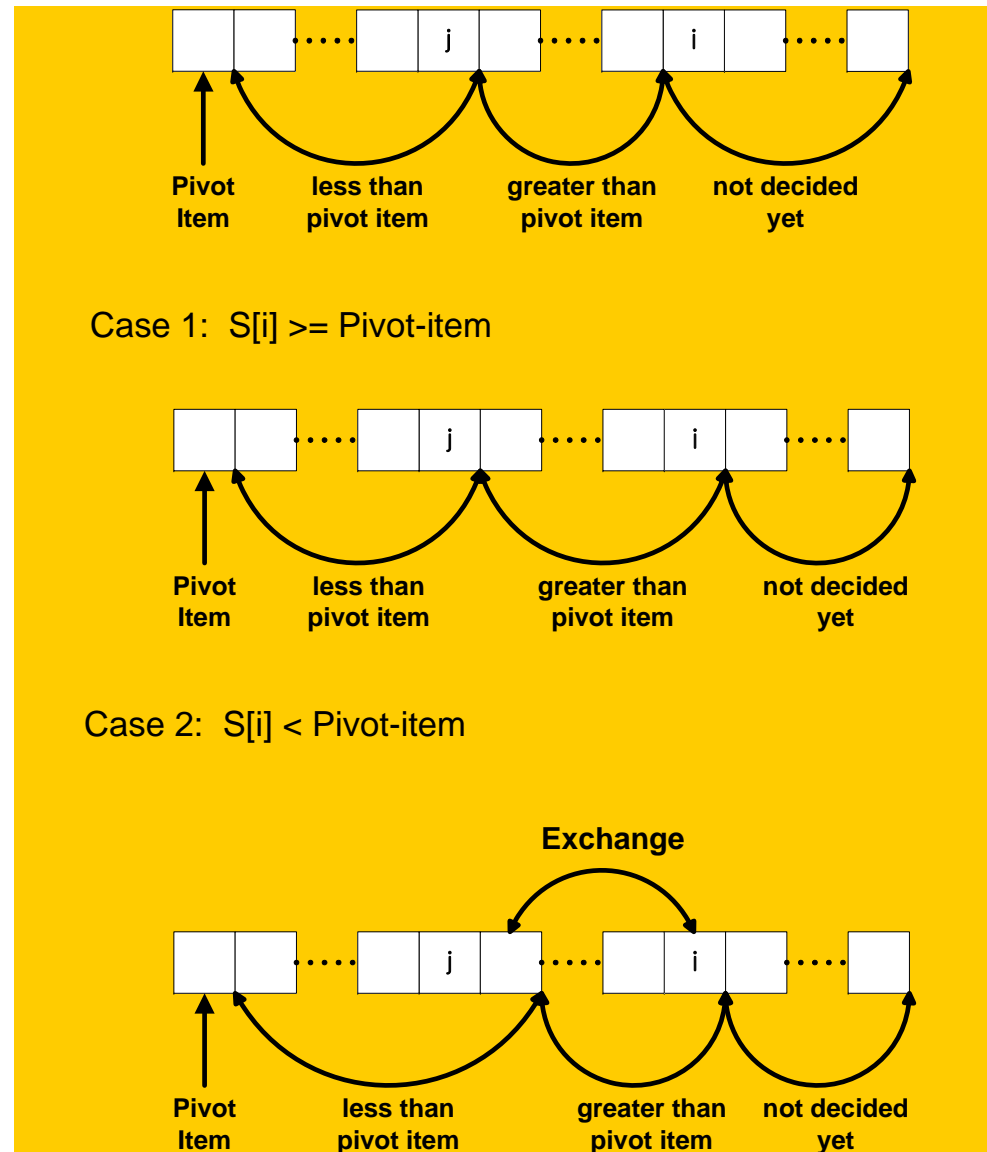 j i
Pivot less than greater than not decided
Item pivot item pivot item yet
Case 1: S[i] >= Pivot-item
j i
Pivot less than greater than not decided
Item pivot item pivot item yet
Case 2: S[i] < Pivot-item
Exchange
j i
Pivot less than greater than not decided
Item pivot item pivot item yet